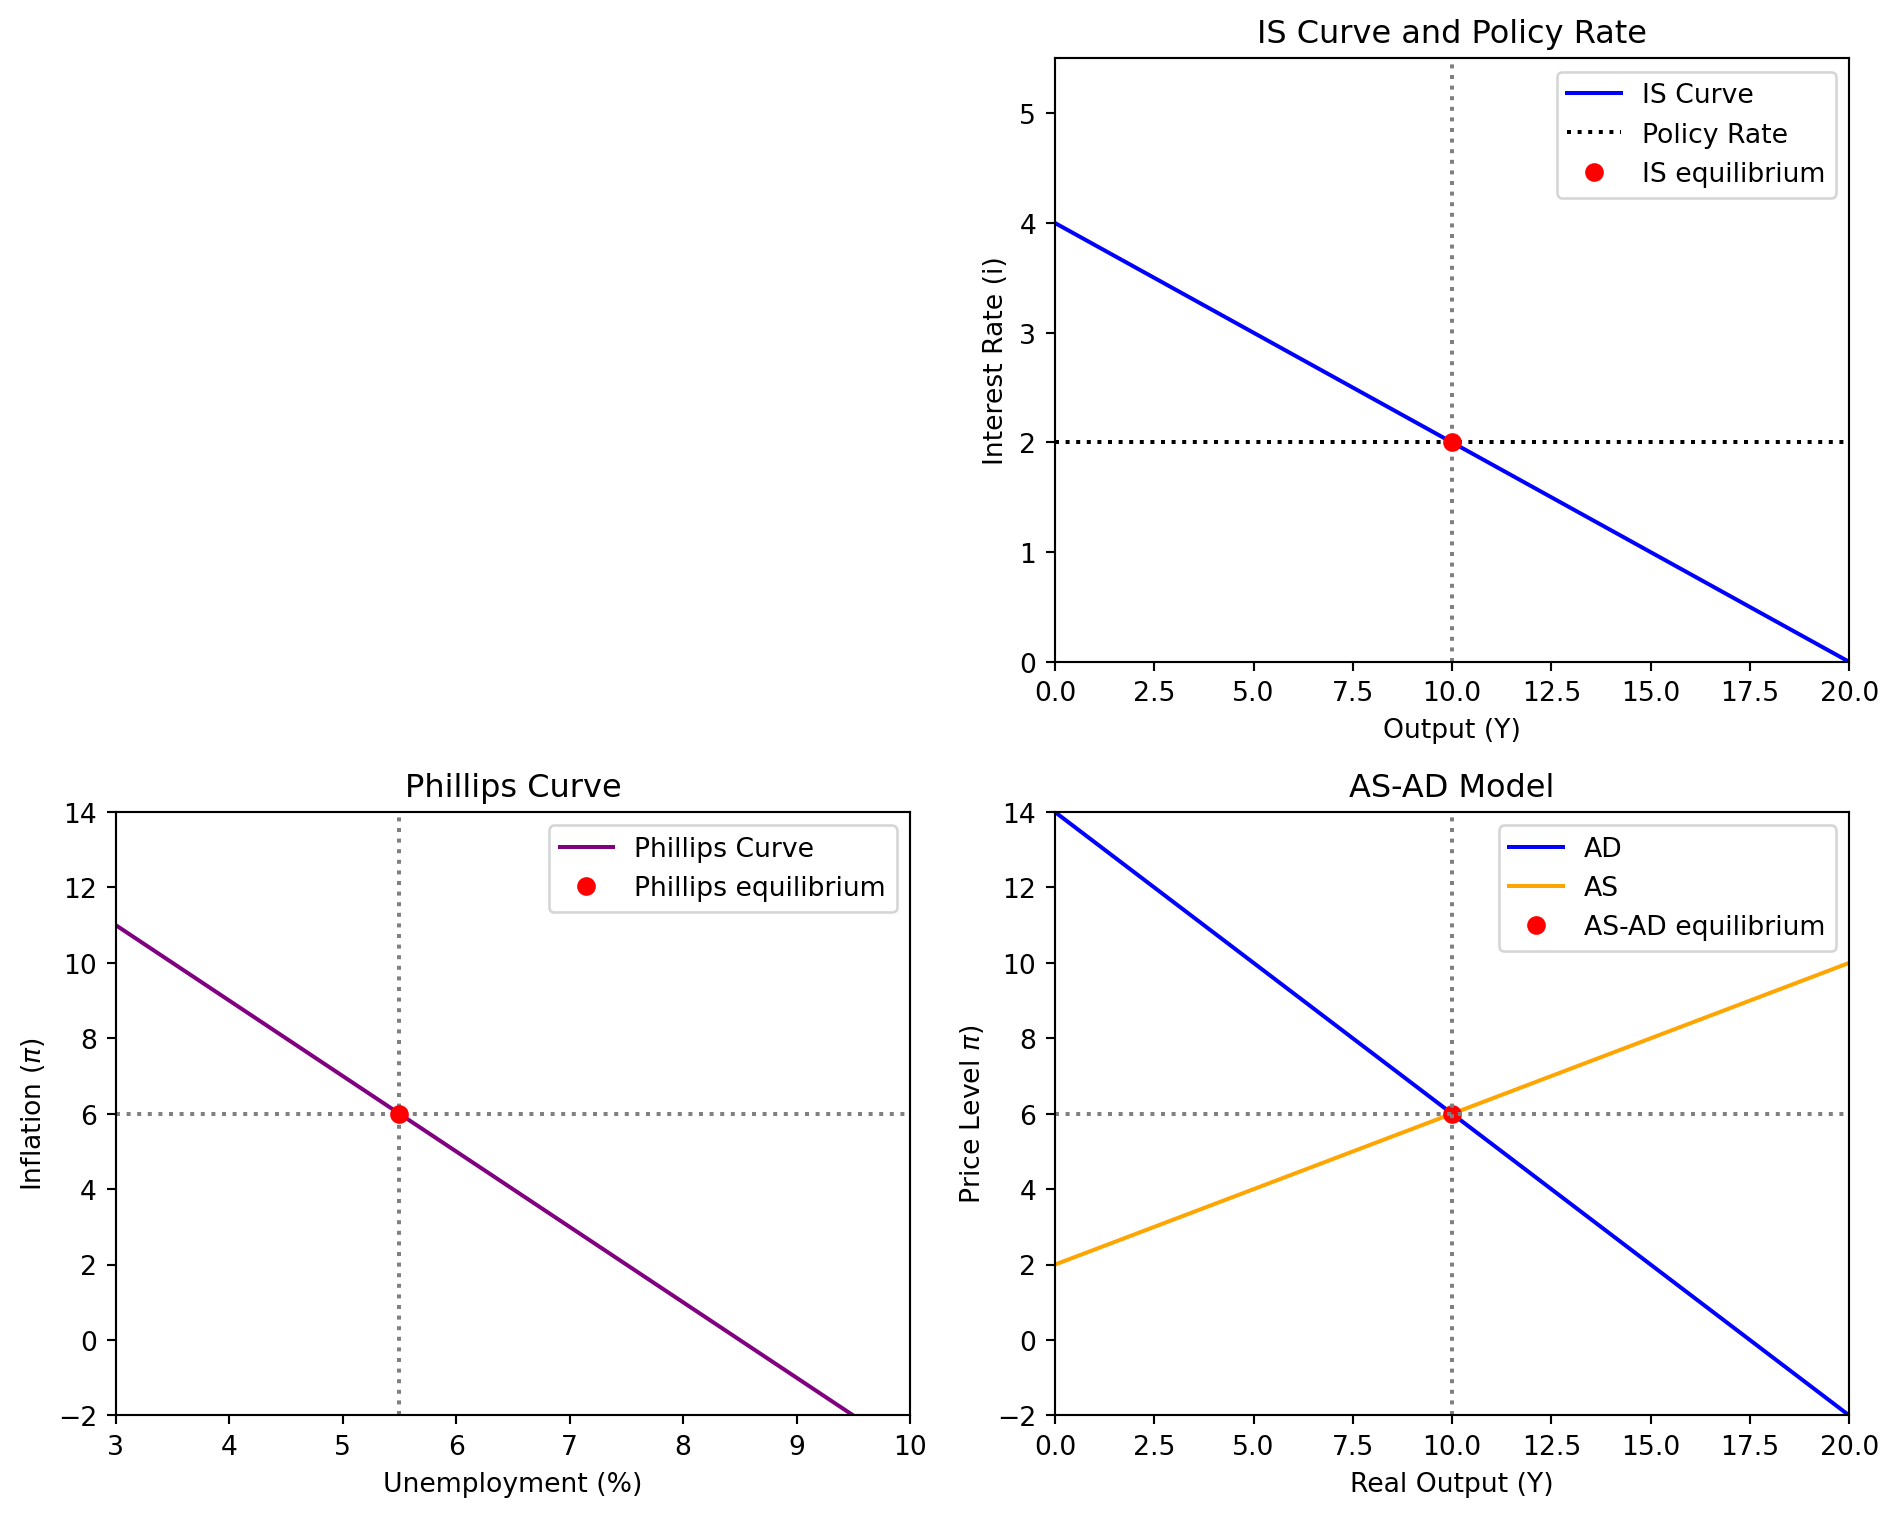 IS Curve and Policy Rate
IS Curve
Policy Rate
IS equilibrium
Interest Rate (i)
5
4
3
2
1
0
0.0 2.5 5.0 7.5 10.0 12.5 15.0 17.5 20.0
Output (Y)
Phillips Curve
Phillips Curve
Phillips equilibrium
Inflation (π)
14
12
10
8
6
4
2
0
−2
3 4 5 6 7 8 9 10
Unemployment (%)
AS-AD Model
AD
AS
AS-AD equilibrium
Price Level π)
14
12
10
8
6
4
2
0
−2
0.0 2.5 5.0 7.5 10.0 12.5 15.0 17.5 20.0
Real Output (Y)